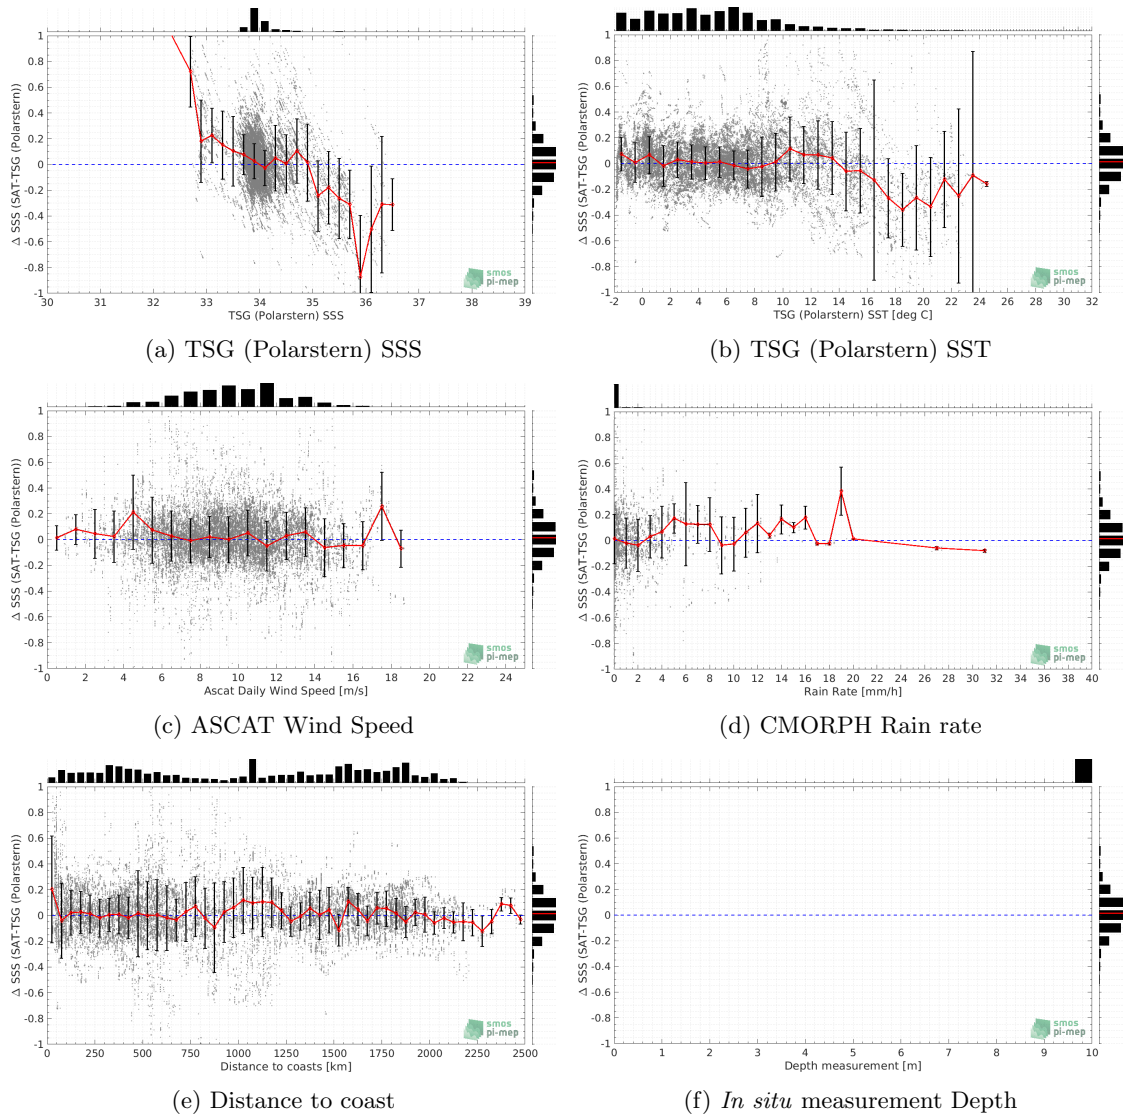 1
0.8
0.6
0.4
0.2
0
-0.2
-0.4
-0.6
-0.8
-1
Δ SSS (SAT-TSG (Polarstern))
30 31 32 33 34 35 36 37 38 39
TSG (Polarstern) SSS
smos
pi-mep
(a) TSG (Polarstern) SSS
1
0.8
0.6
0.4
0.2
0
-0.2
-0.4
-0.6
-0.8
-1
Δ SSS (SAT-TSG (Polarstern))
-2 0 2 4 6 8 10 12 14 16 18 20 22 24 26 28 30 32
TSG (Polarstern) SST [deg C]
smos
pi-mep
(b) TSG (Polarstern) SST
1
0.8
0.6
0.4
0.2
0
-0.2
-0.4
-0.6
-0.8
-1
Δ SSS (SAT-TSG (Polarstern))
0 2 4 6 8 10 12 14 16 18 20 22 24
Ascat Daily Wind Speed [m/s]
smos
pi-mep
(c) ASCAT Wind Speed
1
0.8
0.6
0.4
0.2
0
-0.2
-0.4
-0.6
-0.8
-1
Δ SSS (SAT-TSG (Polarstern))
0 2 4 6 8 10 12 14 16 18 20 22 24 26 28 30 32 34 36 38 40
Rain Rate [mm/h]
smos
pi-mep
(d) CMORPH Rain rate
1
0.8
0.6
0.4
0.2
0
-0.2
-0.4
-0.6
-0.8
-1
Δ SSS (SAT-TSG (Polarstern))
0 250 500 750 1000 1250 1500 1750 2000 2250 2500
Distance to coasts [km]
smos
pi-mep
(e) Distance to coast
1
0.8
0.6
0.4
0.2
0
-0.2
-0.4
-0.6
-0.8
-1
Δ SSS (SAT-TSG (Polarstern))
0 1 2 3 4 5 6 7 8 9 10
Depth measurement [m]
smos
pi-mep
(f) In situ measurement Depth